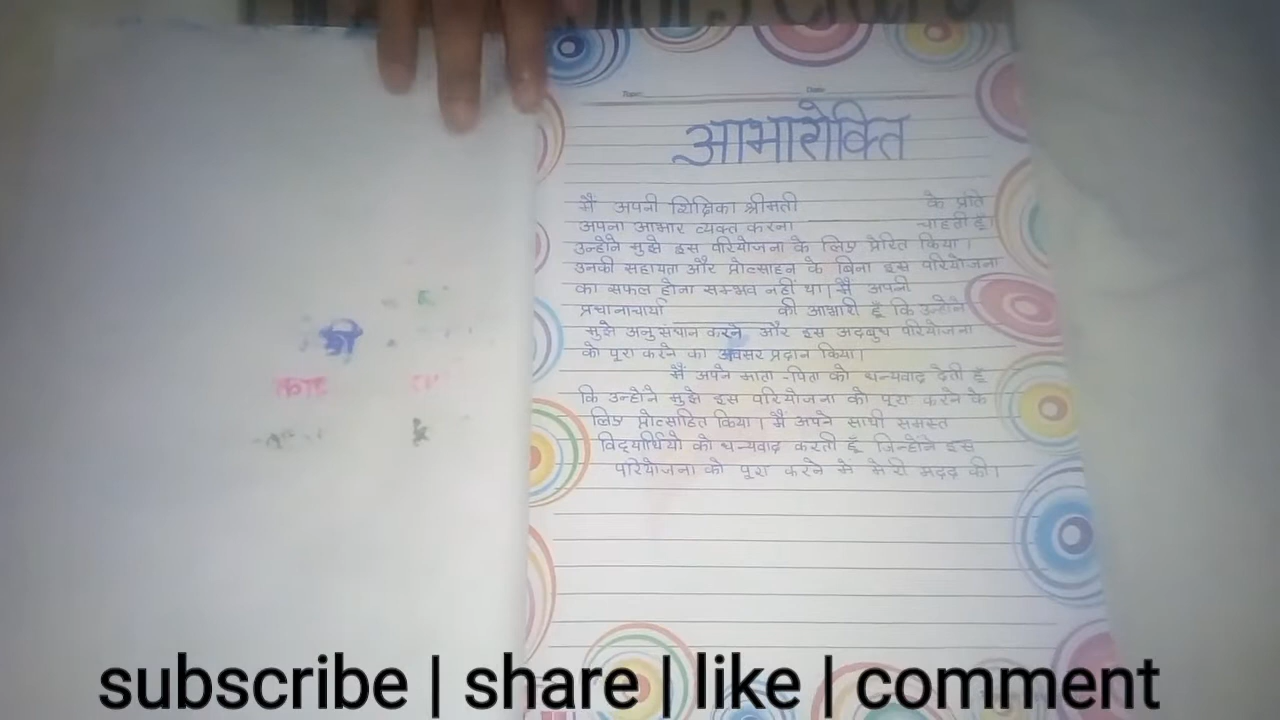 आभारोक्ति
मैं अपनी शिक्षिका श्रीमती के प्रति
अपना आभार व्यक्त करना चाहती हूँ।
उन्होंने मुझे इस परियोजना के लिए प्रेरित किया।
उनकी सहायता और प्रोत्साहन के बिना इस परियोजना
का सफल होना सम्भव नहीं था। मैं अपनी
प्रधानाचार्या की आभारी हूँ कि उन्होंने
मुझे अनुसंधान करने और इस अदबुध परियोजना
को पूरा करने का अवसर प्रदान किया।
मैं अपने माता-पिता को धन्यवाद देती हूँ
कि उन्होंने मुझे इस परियोजना को पूरा करने के
लिए प्रोत्साहित किया। मैं अपने साथी समस्त
विद्यार्थियो को धन्यवाद करती हूँ जिन्होंने इस
परियोजना को पूरा करने मे मेरी मदद की।
subscribe | share | like | comment